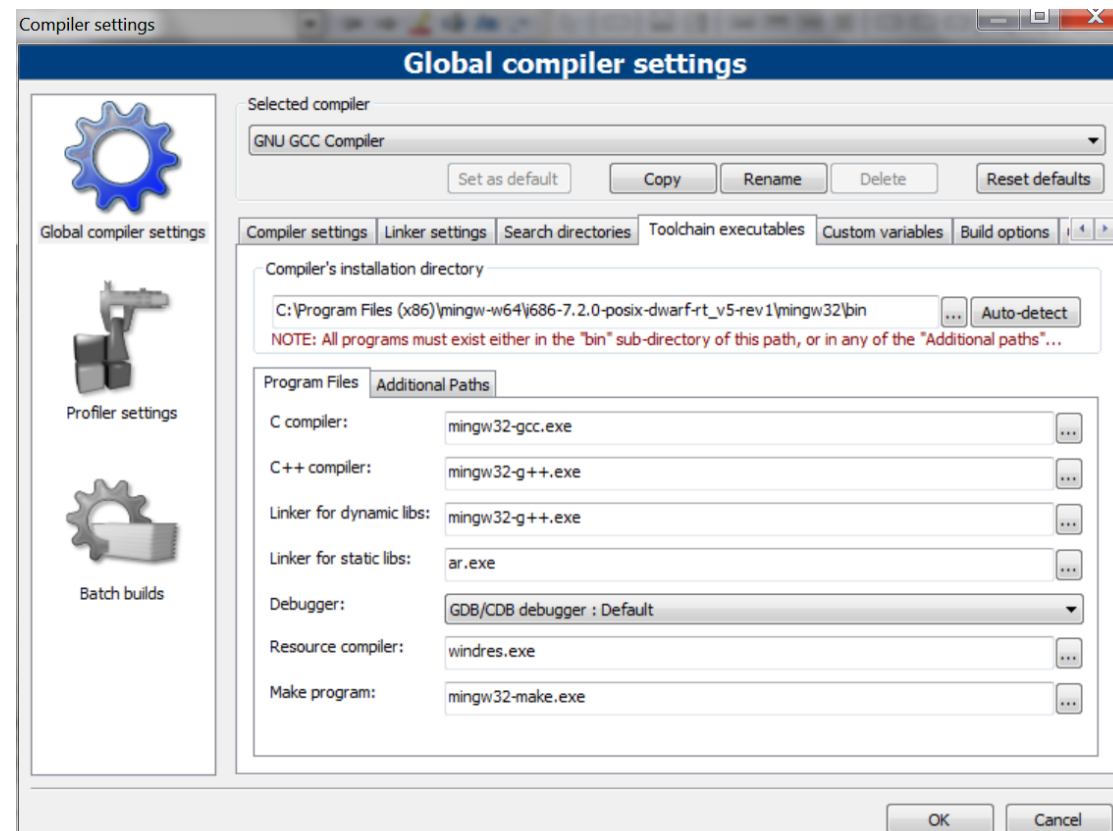 Compiler settings
Global compiler settings
Selected compiler
GNU GCC Compiler
Set as default Copy Rename Delete Reset defaults
Global compiler settings
Compiler settings Linker settings Search directories Toolchain executables Custom variables Build options
Compiler's installation directory
C:\Program Files (x86)\mingw-w64\i686-7.2.0-posix-dwarf-rt_v5-rev1\mingw32\bin ... Auto-detect
NOTE: All programs must exist either in the "bin" sub-directory of this path, or in any of the "Additional paths"...
Program Files Additional Paths
Profiler settings
C compiler: mingw32-gcc.exe ...
C++ compiler: mingw32-g++.exe ...
Linker for dynamic libs: mingw32-g++.exe ...
Linker for static libs: ar.exe ...
Batch builds
Debugger: GDB/CDB debugger : Default
Resource compiler: windres.exe ...
Make program: mingw32-make.exe ...
OK Cancel